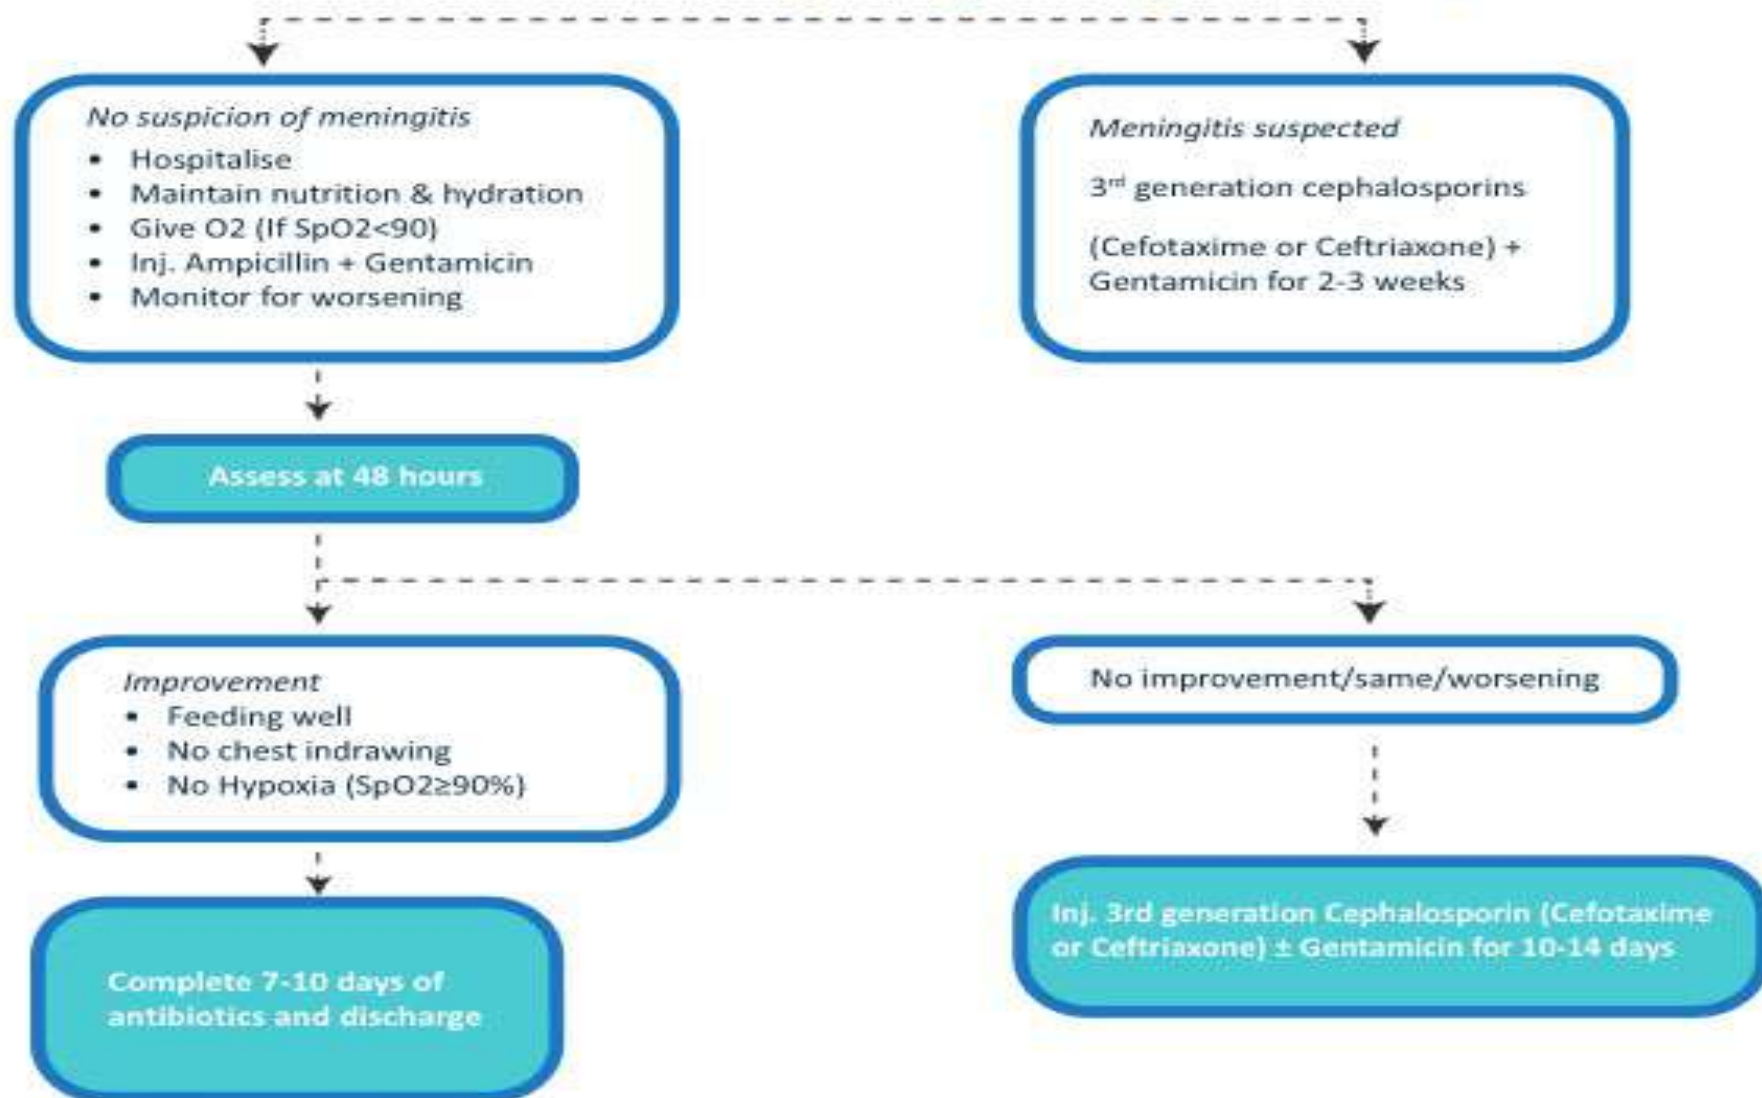 No suspicion of meningitis
• Hospitalise
• Maintain nutrition & hydration
• Give O2 (If SpO2<90)
• Inj. Ampicillin + Gentamicin
• Monitor for worsening
Meningitis suspected
3rd generation cephalosporins
(Cefotaxime or Ceftriaxone) +
Gentamicin for 2-3 weeks
Assess at 48 hours
Improvement
• Feeding well
• No chest indrawing
• No Hypoxia (SpO2≥90%)
No improvement/same/worsening
Complete 7-10 days of
antibiotics and discharge
Inj. 3rd generation Cephalosporin (Cefotaxime
or Ceftriaxone) ± Gentamicin for 10-14 days